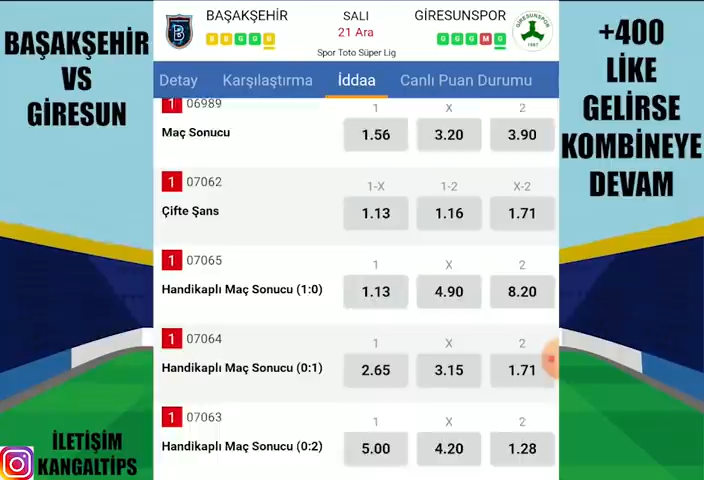 BAŞAKŞEHİR
VS
GİRESUN
BAŞAKŞEHİR
B B G G B
SALI
21 Ara
Spor Toto Süper Lig
GİRESUNSPOR
G G G M G
GİRESUNSPOR
1967
+400
LİKE
GELİRSE
KOMBİNEYE
DEVAM
Detay Karşılaştırma İddaa Canlı Puan Durumu
1 06989 1 X 2
Maç Sonucu 1.56 3.20 3.90
1 07062 1-X 1-2 X-2
Çifte Şans 1.13 1.16 1.71
1 07065 1 X 2
Handikaplı Maç Sonucu (1:0) 1.13 4.90 8.20
1 07064 1 X 2
Handikaplı Maç Sonucu (0:1) 2.65 3.15 1.71
1 07063 1 X 2
Handikaplı Maç Sonucu (0:2) 5.00 4.20 1.28
İLETİŞİM
KANGALTİPS